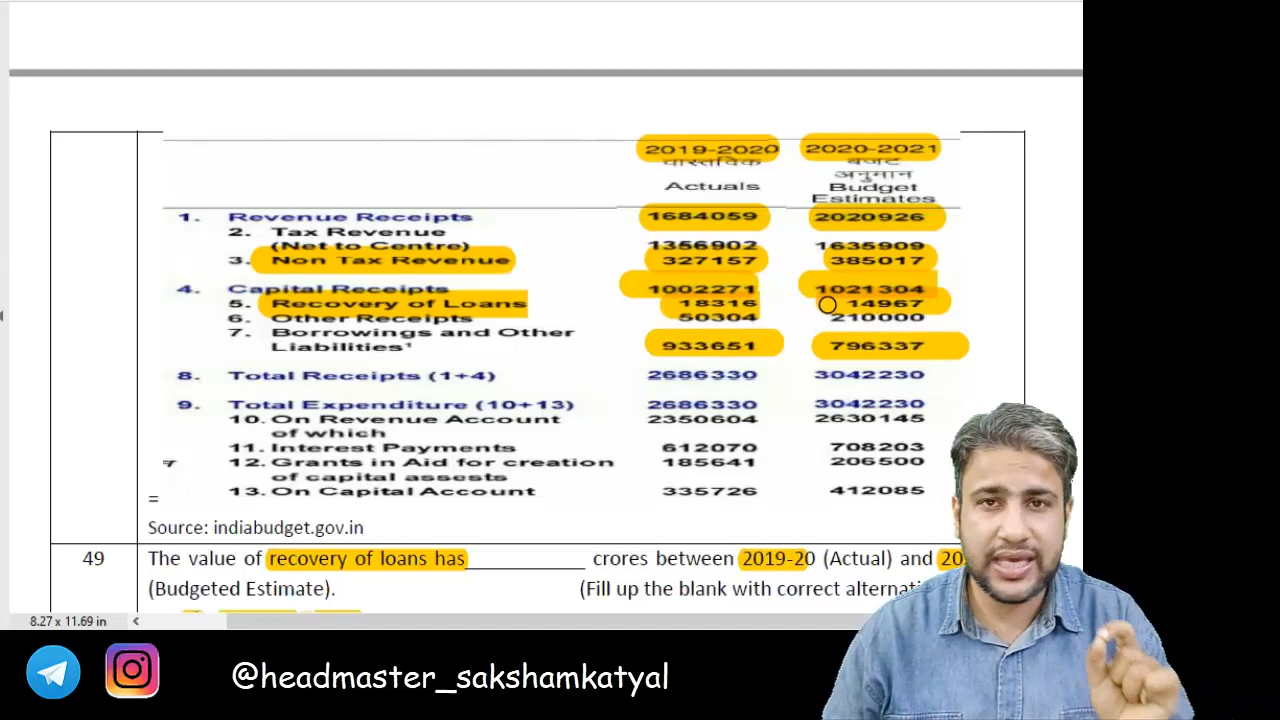 2019-2020 2020-2021
वास्तविक बजट
अनुमान
Actuals Budget
Estimates
1. Revenue Receipts 1684059 2020926
2. Tax Revenue
(Net to Centre) 1356902 1635909
3. Non Tax Revenue 327157 385017
4. Capital Receipts 1002271 1021304
5. Recovery of Loans 18316 14967
6. Other Receipts 50304 210000
7. Borrowings and Other
Liabilities¹ 933651 796337
8. Total Receipts (1+4) 2686330 3042230
9. Total Expenditure (10+13) 2686330 3042230
10. On Revenue Account 2350604 2630145
of which
11. Interest Payments 612070 708203
12. Grants in Aid for creation 185641 206500
of capital assests
13. On Capital Account 335726 412085
=
Source: indiabudget.gov.in
49 The value of recovery of loans has__________ crores between 2019-20 (Actual) and
(Budgeted Estimate). (Fill up the blank with correct
8.27 x 11.69 in
@headmaster_sakshamkatyal